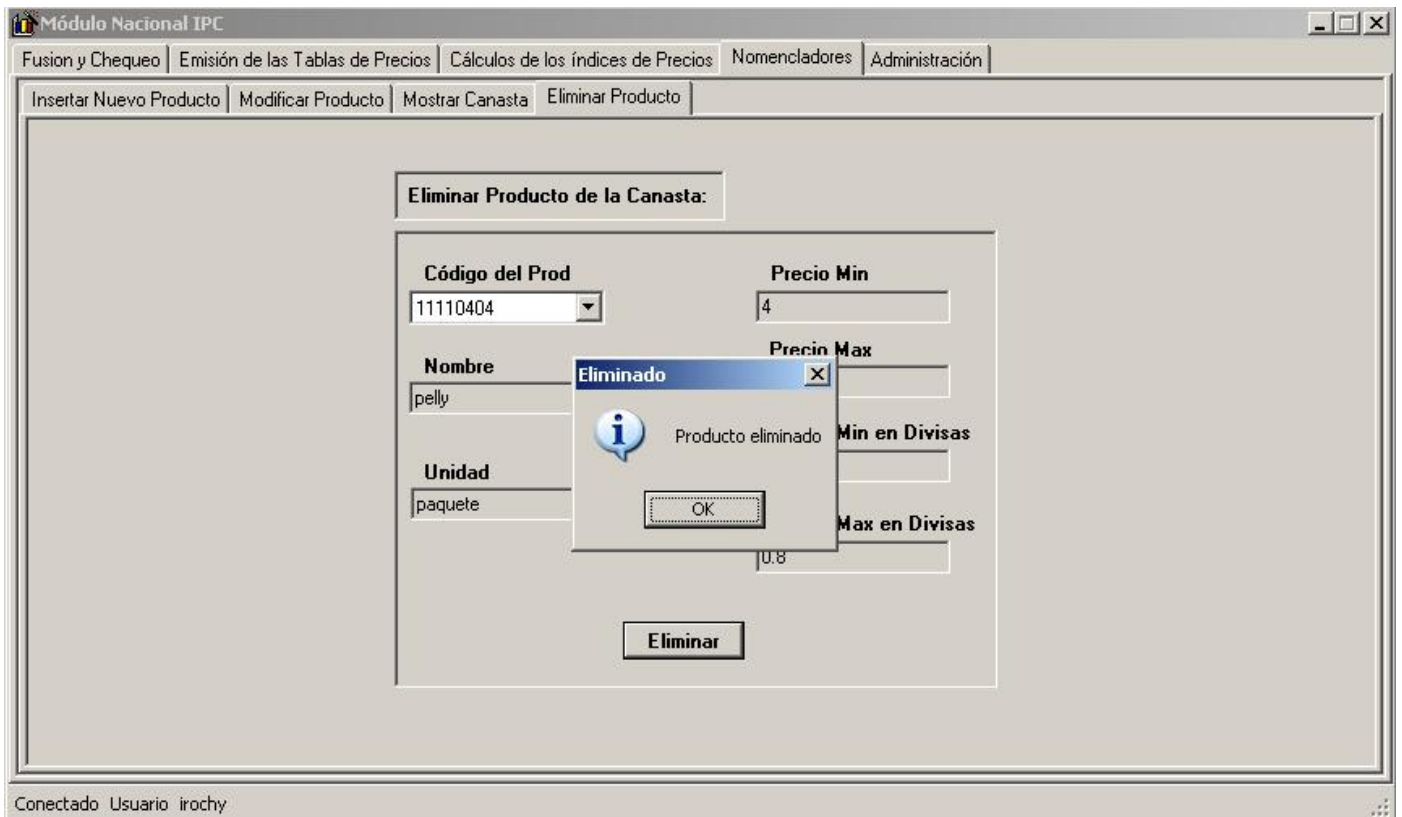 Módulo Nacional IPC
Fusion y Chequeo Emisión de las Tablas de Precios Cálculos de los índices de Precios Nomencladores Administración
Insertar Nuevo Producto Modificar Producto Mostrar Canasta Eliminar Producto
Eliminar Producto de la Canasta:
Código del Prod
11110404
Nombre
pelly
Unidad
paquete
Precio Min
4
Precio Max
Min en Divisas
Max en Divisas
0.8
Eliminado
Producto eliminado
OK
Eliminar
Conectado Usuario irochy